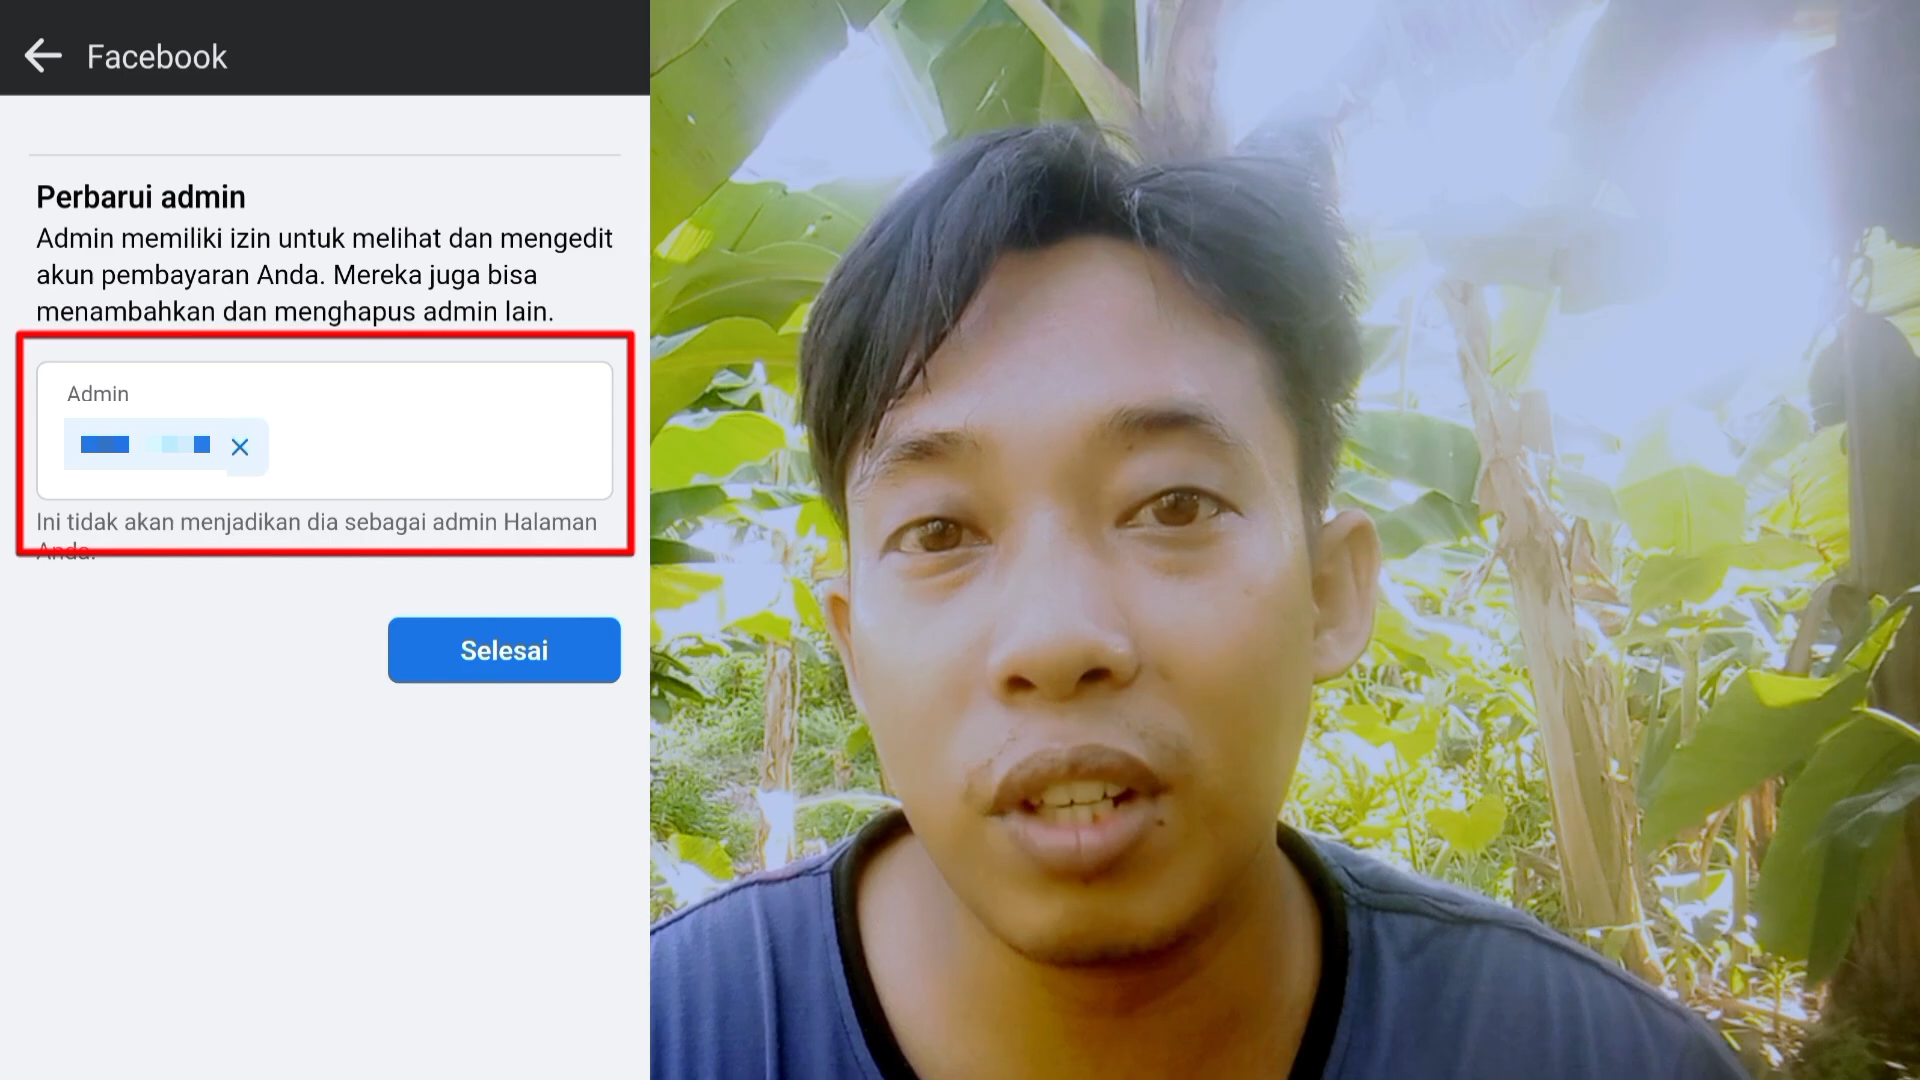 Facebook
Perbarui admin
Admin memiliki izin untuk melihat dan mengedit
akun pembayaran Anda. Mereka juga bisa
menambahkan dan menghapus admin lain.
Admin
Ini tidak akan menjadikan dia sebagai admin Halaman
Anda.
Selesai